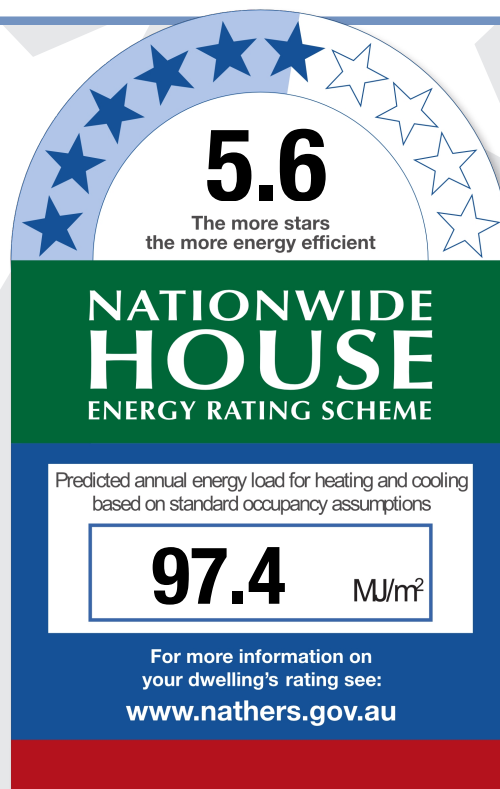 5.6
The more stars
the more energy efficient
NATIONWIDE
HOUSE
ENERGY RATING SCHEME
Predicted annual energy load for heating and cooling
based on standard occupancy assumptions
97.4 MJ/m²
For more information on
your dwelling's rating see:
www.nathers.gov.au